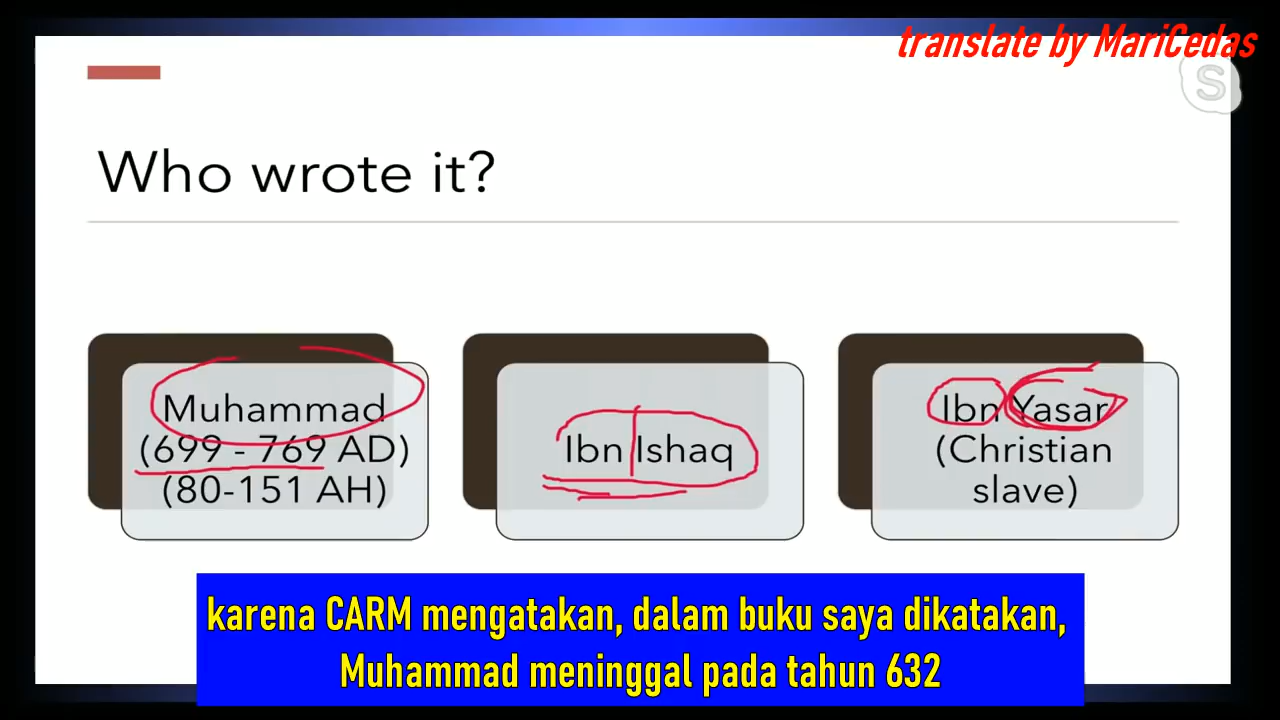 translate by MariCedas
S
Who wrote it?
Muhammad
(699 - 769 AD)
(80-151 AH)
Ibn Ishaq
Ibn Yasar
(Christian
slave)
karena CARM mengatakan, dalam buku saya dikatakan,
Muhammad meninggal pada tahun 632